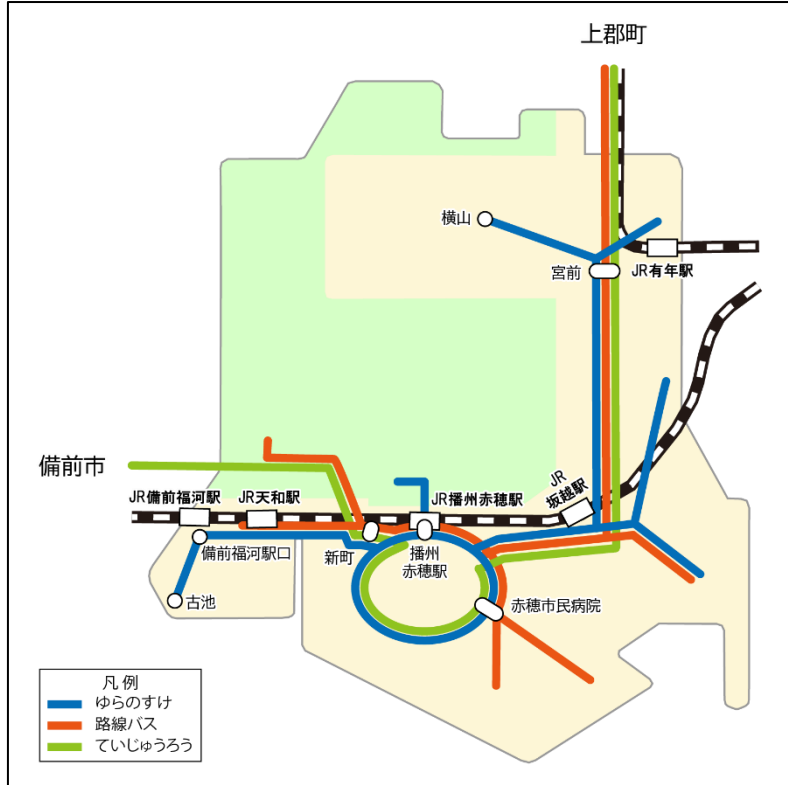 上郡町
横山
宮前
JR有年駅
備前市
JR備前福河駅
JR天和駅
JR播州赤穂駅
JR
坂越駅
備前福河駅口
新町
播州
赤穂駅
古池
赤穂市民病院
凡例
ゆらのすけ
路線バス
ていじゅうろう